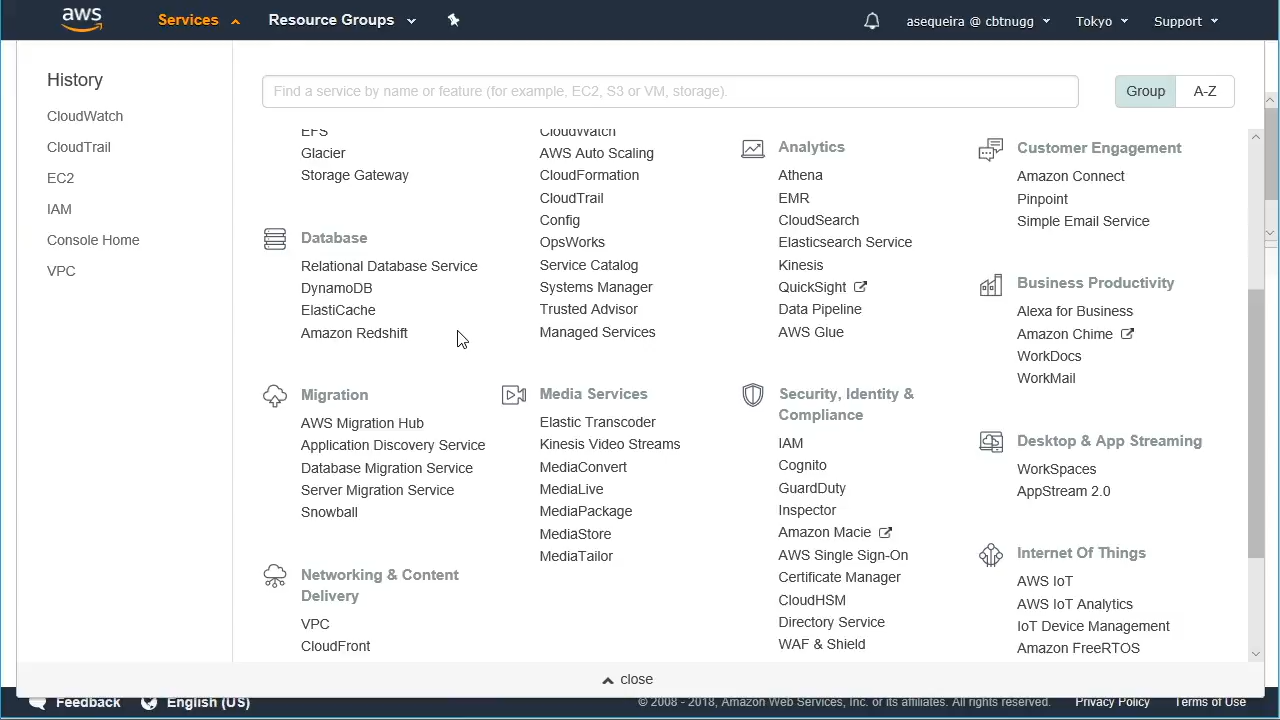 aws
Services
Resource Groups
asequeira @ cbtnugg
Tokyo
Support
History
CloudWatch
CloudTrail
EC2
IAM
Console Home
VPC
Find a service by name or feature (for example, EC2, S3 or VM, storage).
Group
A-Z
EFS
Glacier
Storage Gateway
Database
Relational Database Service
DynamoDB
ElastiCache
Amazon Redshift
Migration
AWS Migration Hub
Application Discovery Service
Database Migration Service
Server Migration Service
Snowball
Networking & Content
Delivery
VPC
CloudFront
CloudWatch
AWS Auto Scaling
CloudFormation
CloudTrail
Config
OpsWorks
Service Catalog
Systems Manager
Trusted Advisor
Managed Services
Media Services
Elastic Transcoder
Kinesis Video Streams
MediaConvert
MediaLive
MediaPackage
MediaStore
MediaTailor
Analytics
Athena
EMR
CloudSearch
Elasticsearch Service
Kinesis
QuickSight
Data Pipeline
AWS Glue
Security, Identity &
Compliance
IAM
Cognito
GuardDuty
Inspector
Amazon Macie
AWS Single Sign-On
Certificate Manager
CloudHSM
Directory Service
WAF & Shield
Customer Engagement
Amazon Connect
Pinpoint
Simple Email Service
Business Productivity
Alexa for Business
Amazon Chime
WorkDocs
WorkMail
Desktop & App Streaming
WorkSpaces
AppStream 2.0
Internet Of Things
AWS IoT
AWS IoT Analytics
IoT Device Management
Amazon FreeRTOS
close
Feedback
English (US)
© 2008 - 2018, Amazon Web Services, Inc. or its affiliates. All rights reserved.
Privacy Policy
Terms of Use